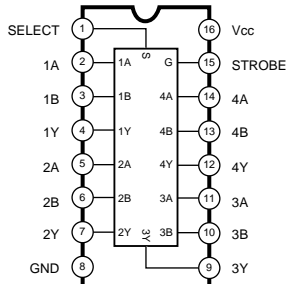 SELECT 1 S 16 Vcc
1A 2 1A G 15 STROBE
1B 3 1B 4A 14 4A
1Y 4 1Y 4B 13 4B
2A 5 2A 4Y 12 4Y
2B 6 2B 3A 11 3A
2Y 7 2Y 3Y 3B 10 3B
GND 8 9 3Y